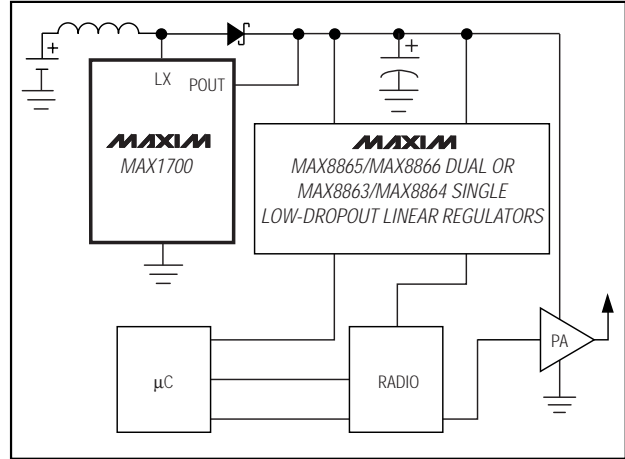 +
+
LX
POUT
MAXIM
MAX1700
MAXIM
MAX8865/MAX8866 DUAL OR
MAX8863/MAX8864 SINGLE
LOW-DROPOUT LINEAR REGULATORS
µC
RADIO
PA